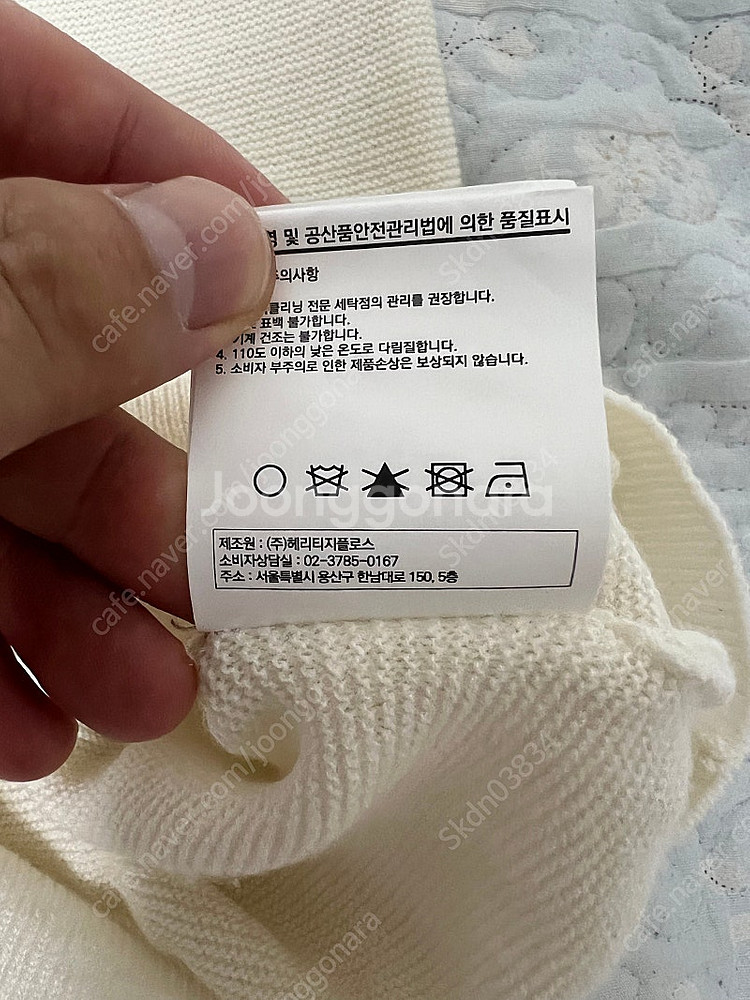 및 공산품안전관리법에 의한 품질표시
주의사항
클리닝 전문 세탁점의 관리를 권장합니다.
표백 불가합니다.
기계 건조는 불가합니다.
4. 110도 이하의 낮은 온도로 다림질합니다.
5. 소비자 부주의로 인한 제품손상은 보상되지 않습니다.
Joonggonara
제조원 : (주)헤리티지플로스
소비자상담실 : 02-3785-0167
주소 : 서울특별시 용산구 한남대로 150, 5층
cafe.naver.com/joonggonara
Skdn03834